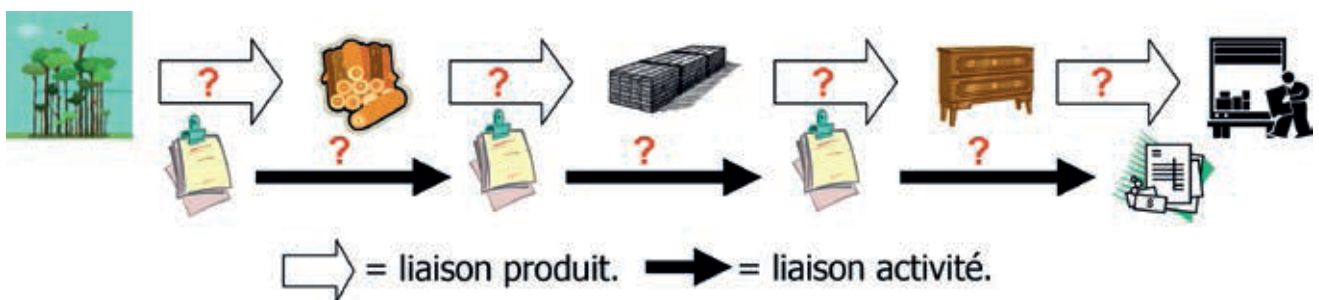 ? ? ? ?
? ? ?
= liaison produit. = liaison activité.